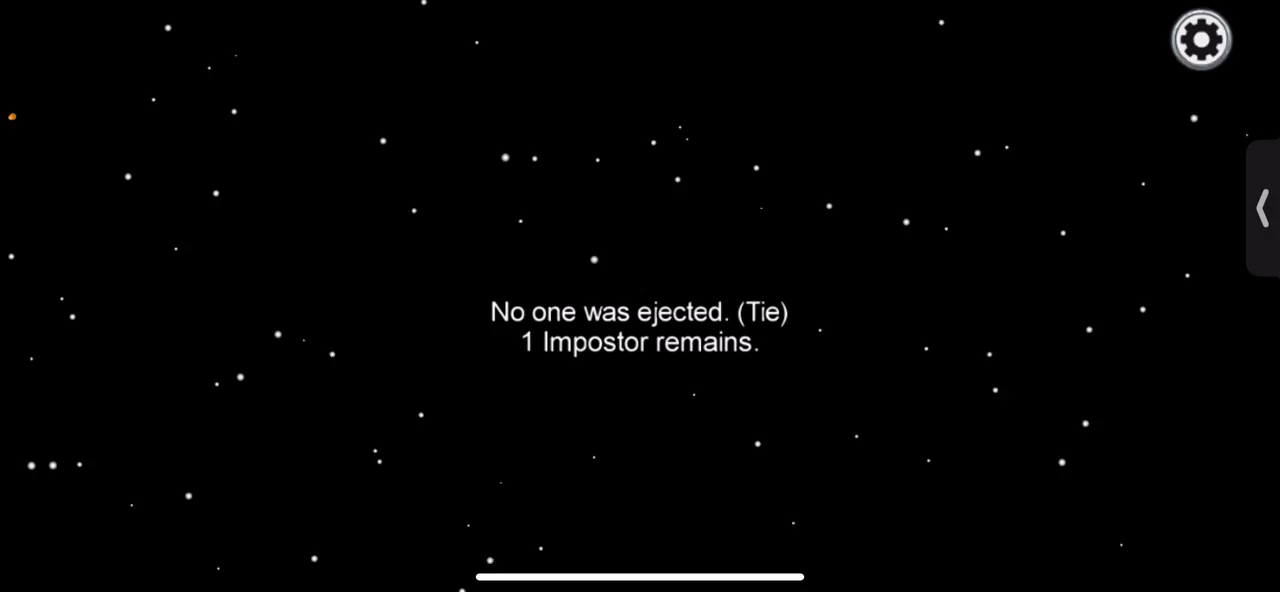 No one was ejected. (Tie)
1 Impostor remains.